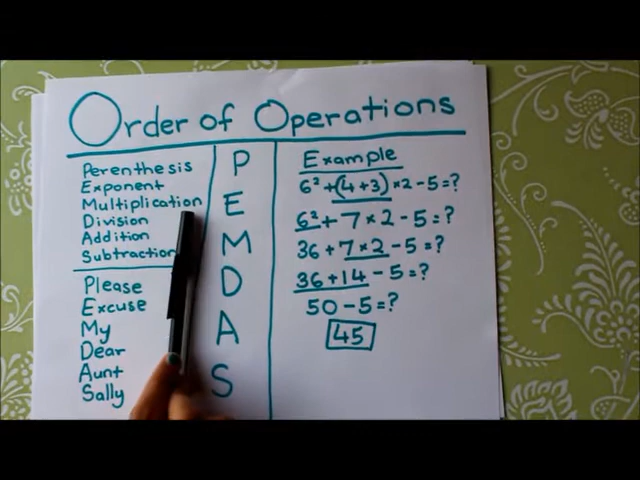 Order of Operations
Perenthesis
Exponent
Multiplication
Division
Addition
Subtraction
Please
Excuse
My
Dear
Aunt
Sally
P
E
M
D
A
S
Example
6² + (4 + 3) × 2 - 5 = ?
6² + 7 × 2 - 5 = ?
36 + 7 × 2 - 5 = ?
36 + 14 - 5 = ?
50 - 5 = ?
45